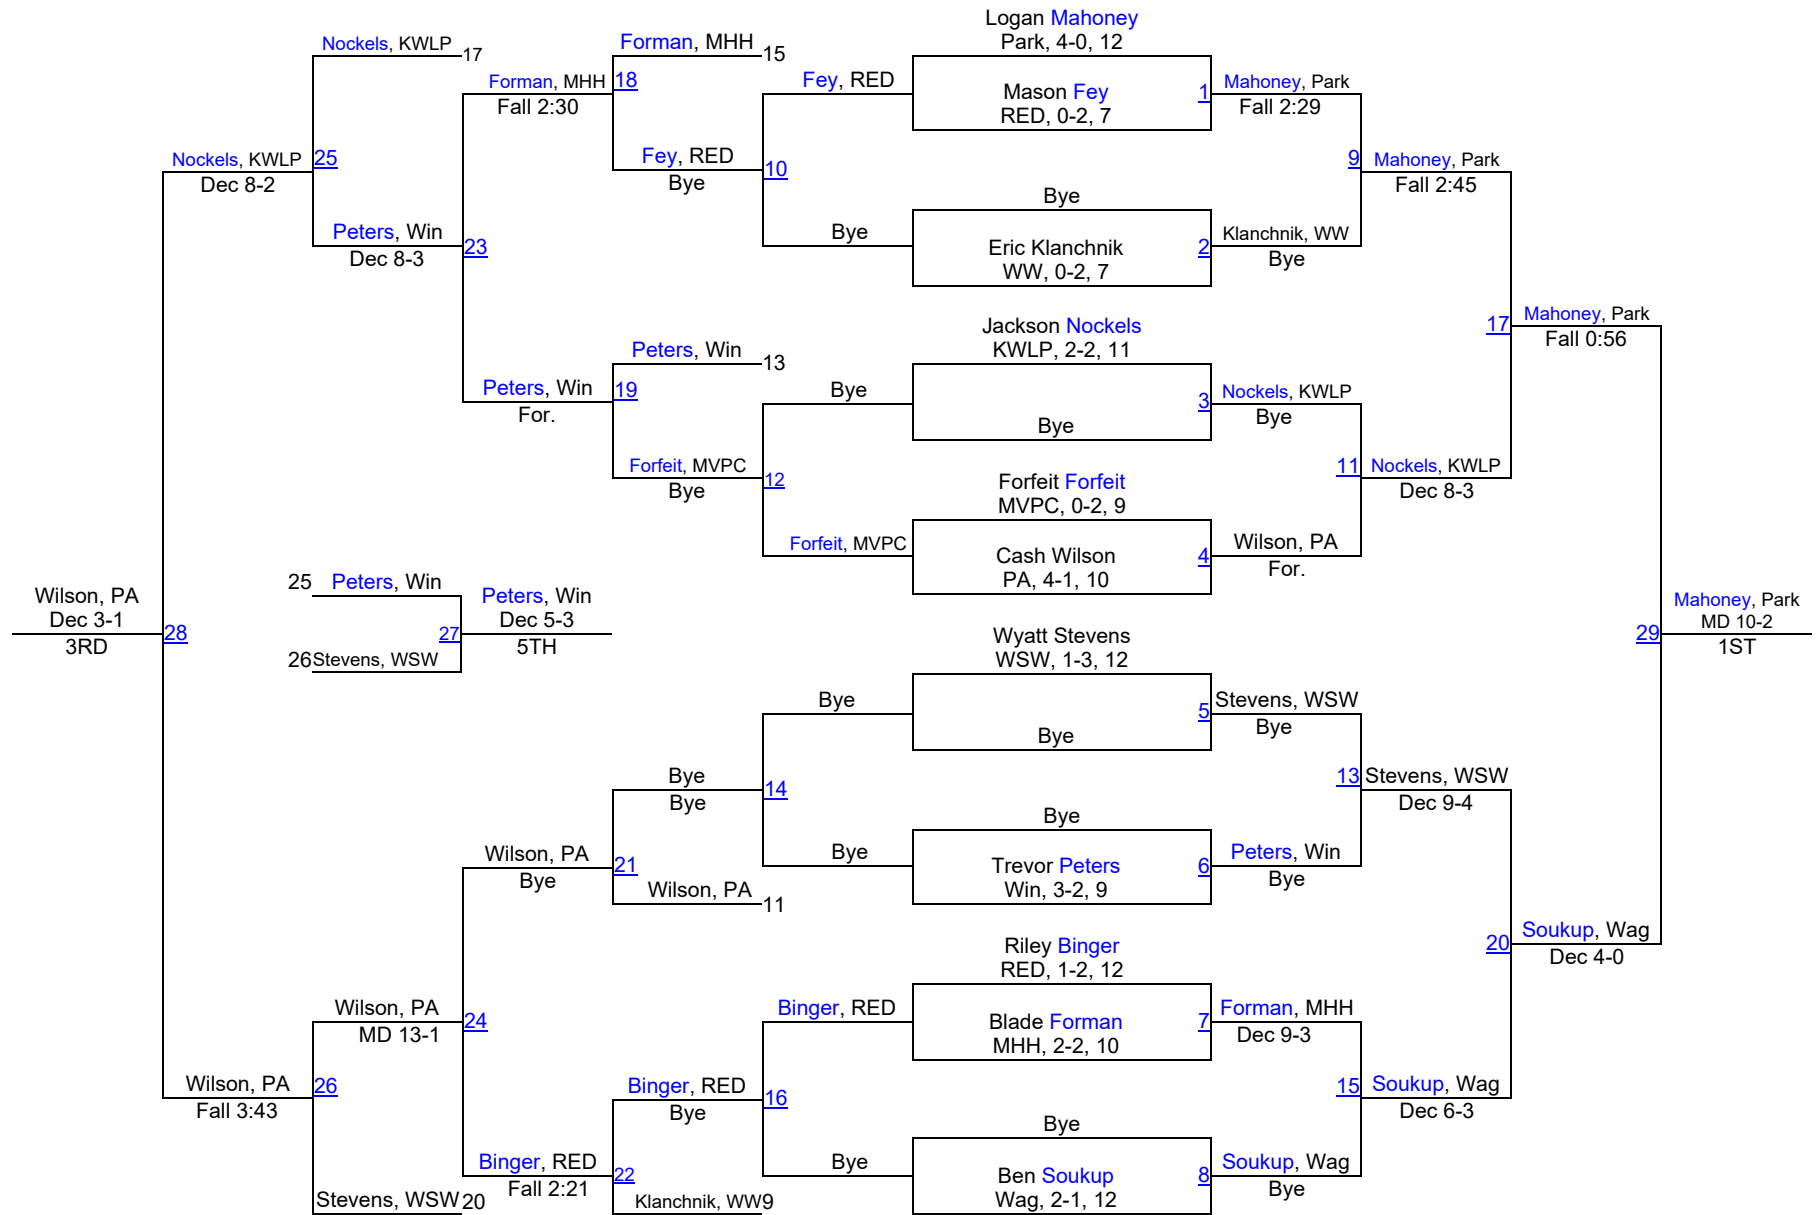 Logan Mahoney
Park, 4-0, 12
Mason Fey
RED, 0-2, 7
Bye
Eric Klanchnik
WW, 0-2, 7
Jackson Nockels
KWLP, 2-2, 11
Bye
Forfeit Forfeit
MVPC, 0-2, 9
Cash Wilson
PA, 4-1, 10
Wyatt Stevens
WSW, 1-3, 12
Bye
Bye
Trevor Peters
Win, 3-2, 9
Riley Binger
RED, 1-2, 12
Blade Forman
MHH, 2-2, 10
Bye
Ben Soukup
Wag, 2-1, 12
1
Mahoney, Park
Fall 2:29
2
Klanchnik, WW
Bye
3
Nockels, KWLP
Bye
4
Wilson, PA
For.
5
Stevens, WSW
Bye
6
Peters, Win
Bye
7
Forman, MHH
Dec 9-3
8
Soukup, Wag
Bye
9
Mahoney, Park
Fall 2:45
11
Nockels, KWLP
Dec 8-3
13
Stevens, WSW
Dec 9-4
15
Soukup, Wag
Dec 6-3
17
Mahoney, Park
Fall 0:56
20
Soukup, Wag
Dec 4-0
29
Mahoney, Park
MD 10-2
1ST
Fey, RED
Bye
10
Bye
Forfeit, MVPC
12
Bye
Bye
14
Binger, RED
Bye
16
Forman, MHH
15
Fey, RED
Bye
18
Peters, Win
13
Forfeit, MVPC
Bye
19
Bye
Bye
Wilson, PA
11
21
Binger, RED
Bye
Klanchnik, WW
9
22
Forman, MHH
Fall 2:30
Peters, Win
For.
23
Wilson, PA
Bye
Binger, RED
Fall 2:21
24
Nockels, KWLP
17
Peters, Win
Dec 8-3
25
Wilson, PA
MD 13-1
Stevens, WSW
20
26
Nockels, KWLP
Dec 8-2
Wilson, PA
Fall 3:43
28
Wilson, PA
Dec 3-1
3RD
25
Peters, Win
26
Stevens, WSW
27
Peters, Win
Dec 5-3
5TH